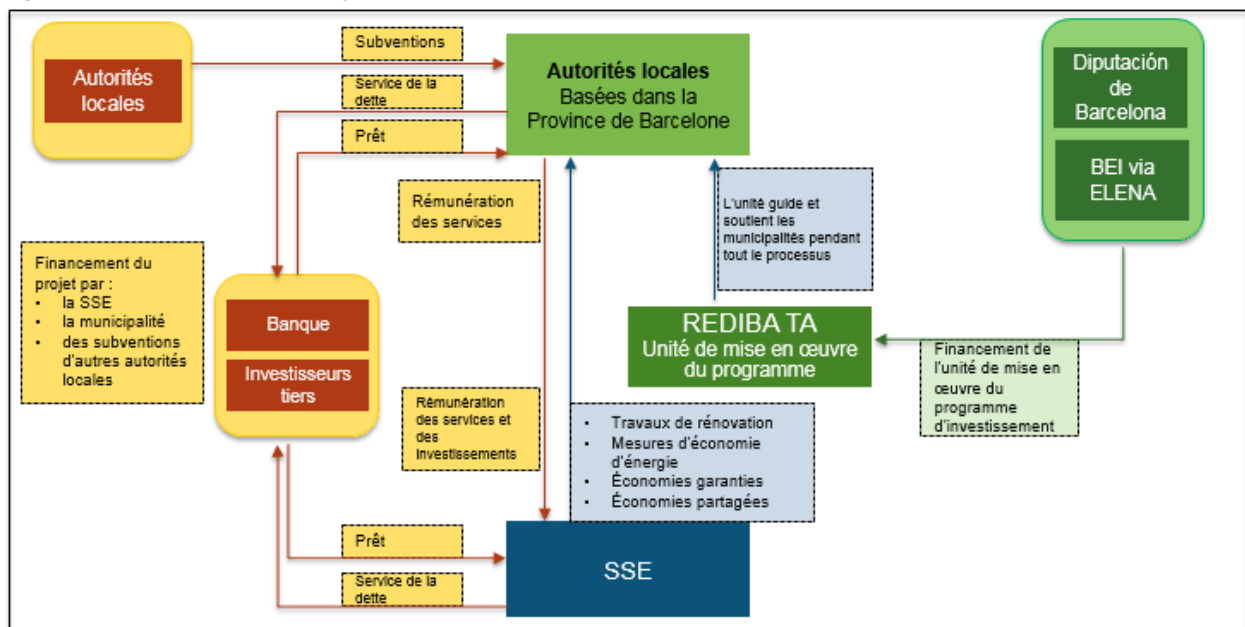 Autorités
locales
Subventions
Service de la
dette
Prêt
Autorités locales
Basées dans la
Province de Barcelone
Diputación
de
Barcelona
BEI via
ELENA
Rémunération
des services
L'unité guide et
soutient les
municipalités pendant
tout le processus
Financement du
projet par :
• la SSE
• la municipalité
• des subventions
d'autres autorités
locales
Banque
Investisseurs
tiers
REDIBA TA
Unité de mise en œuvre
du programme
Financement de
l'unité de mise en
œuvre du
programme
d'investissement
Rémunération
des services et
des
Investissements
• Travaux de rénovation
• Mesures d'économie
d'énergie
• Économies garanties
• Économies partagées
Prêt
Service de la
dette
SSE